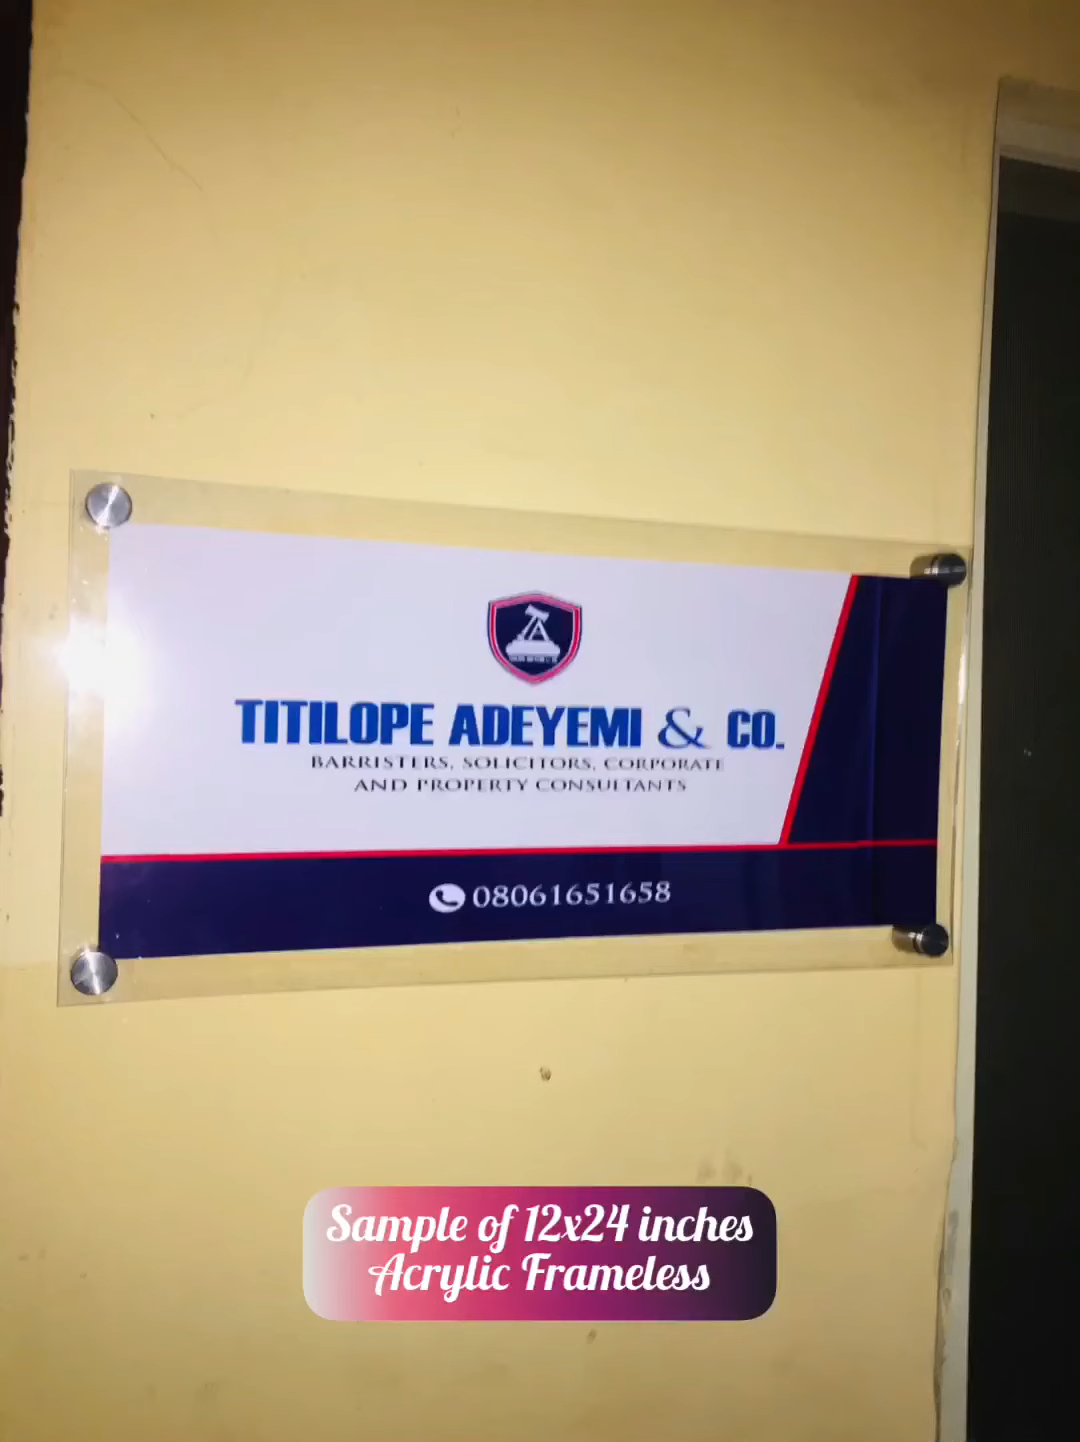 TITILOPE ADEYEMI & CO.
BARRISTERS, SOLICITORS, CORPORATE
AND PROPERTY CONSULTANTS
08061651658
Sample of 12x24 inches
Acrylic Frameless